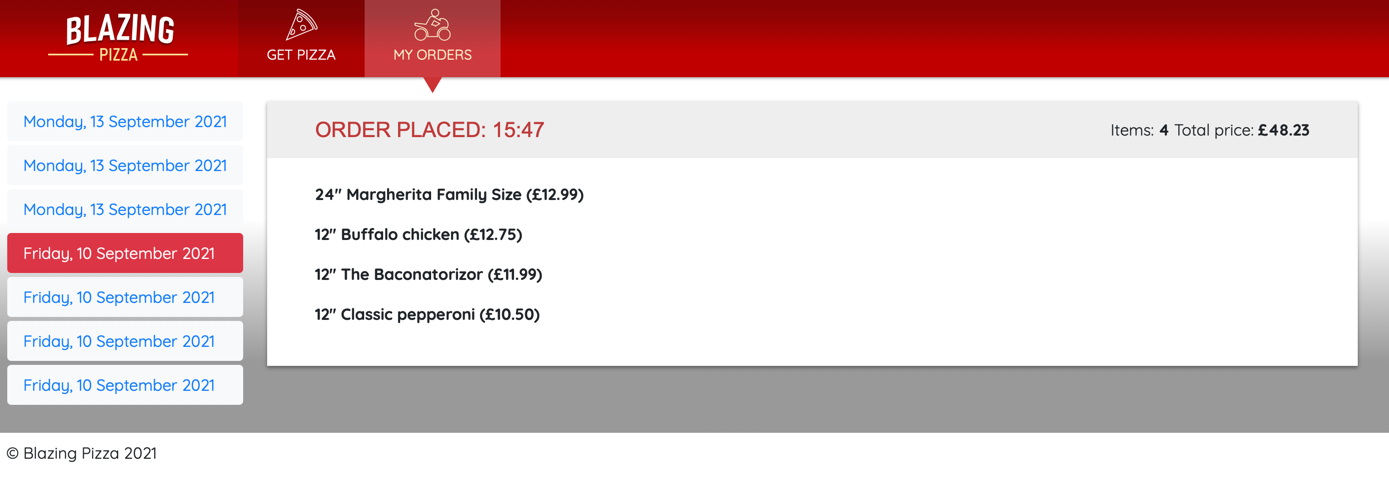 BLAZING
PIZZA
GET PIZZA
MY ORDERS
Monday, 13 September 2021
Monday, 13 September 2021
Monday, 13 September 2021
Friday, 10 September 2021
Friday, 10 September 2021
Friday, 10 September 2021
Friday, 10 September 2021
ORDER PLACED: 15:47
Items: 4 Total price: £48.23
24" Margherita Family Size (£12.99)
12" Buffalo chicken (£12.75)
12" The Baconatorizor (£11.99)
12" Classic pepperoni (£10.50)
© Blazing Pizza 2021